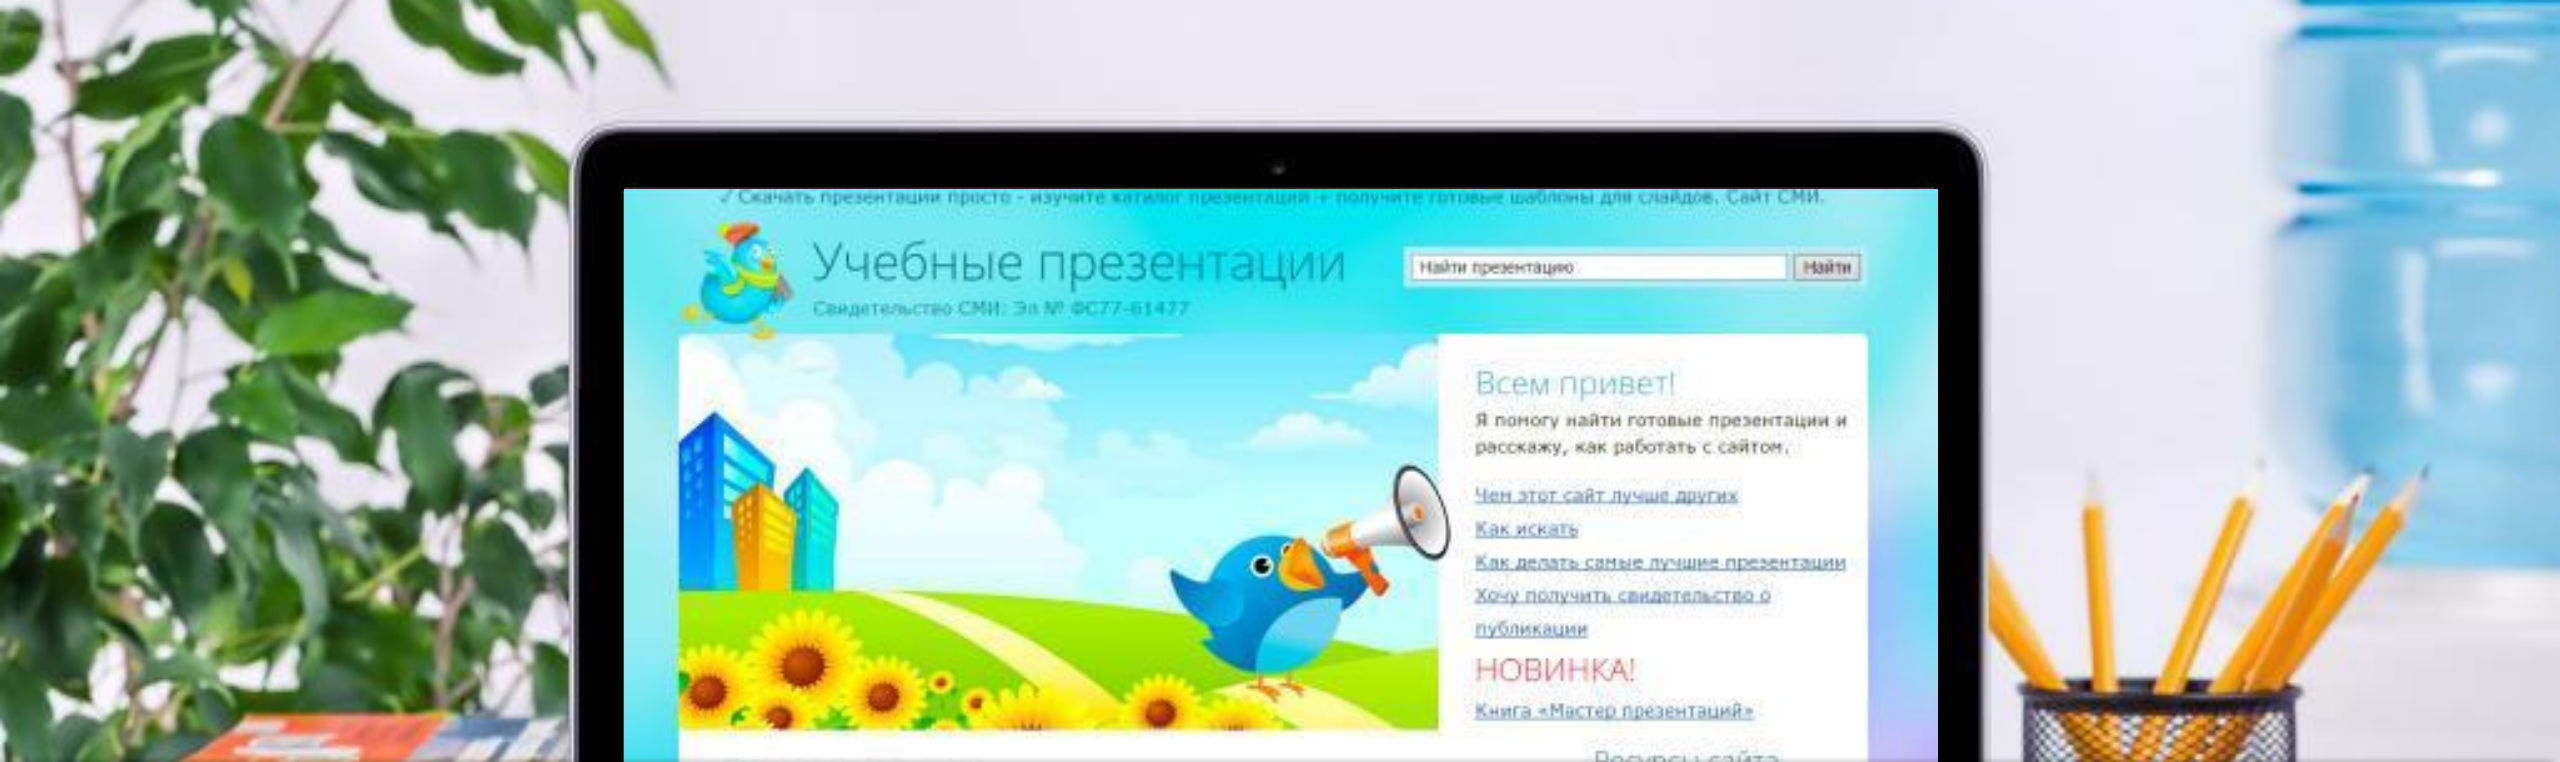 ✓ Скачать презентации просто - изучите каталог презентаций + получите готовые шаблоны для слайдов. Сайт СМИ.
Учебные презентации
Найти презентацию
Найти
Свидетельство СМИ: Эл № ФС77-61477
Всем привет!
Я помогу найти готовые презентации и
расскажу, как работать с сайтом.
Чем этот сайт лучше других
Как искать
Как делать самые лучшие презентации
Хочу получить свидетельство о
публикации
НОВИНКА!
Книга «Мастер презентаций»
Ресурсы сайта